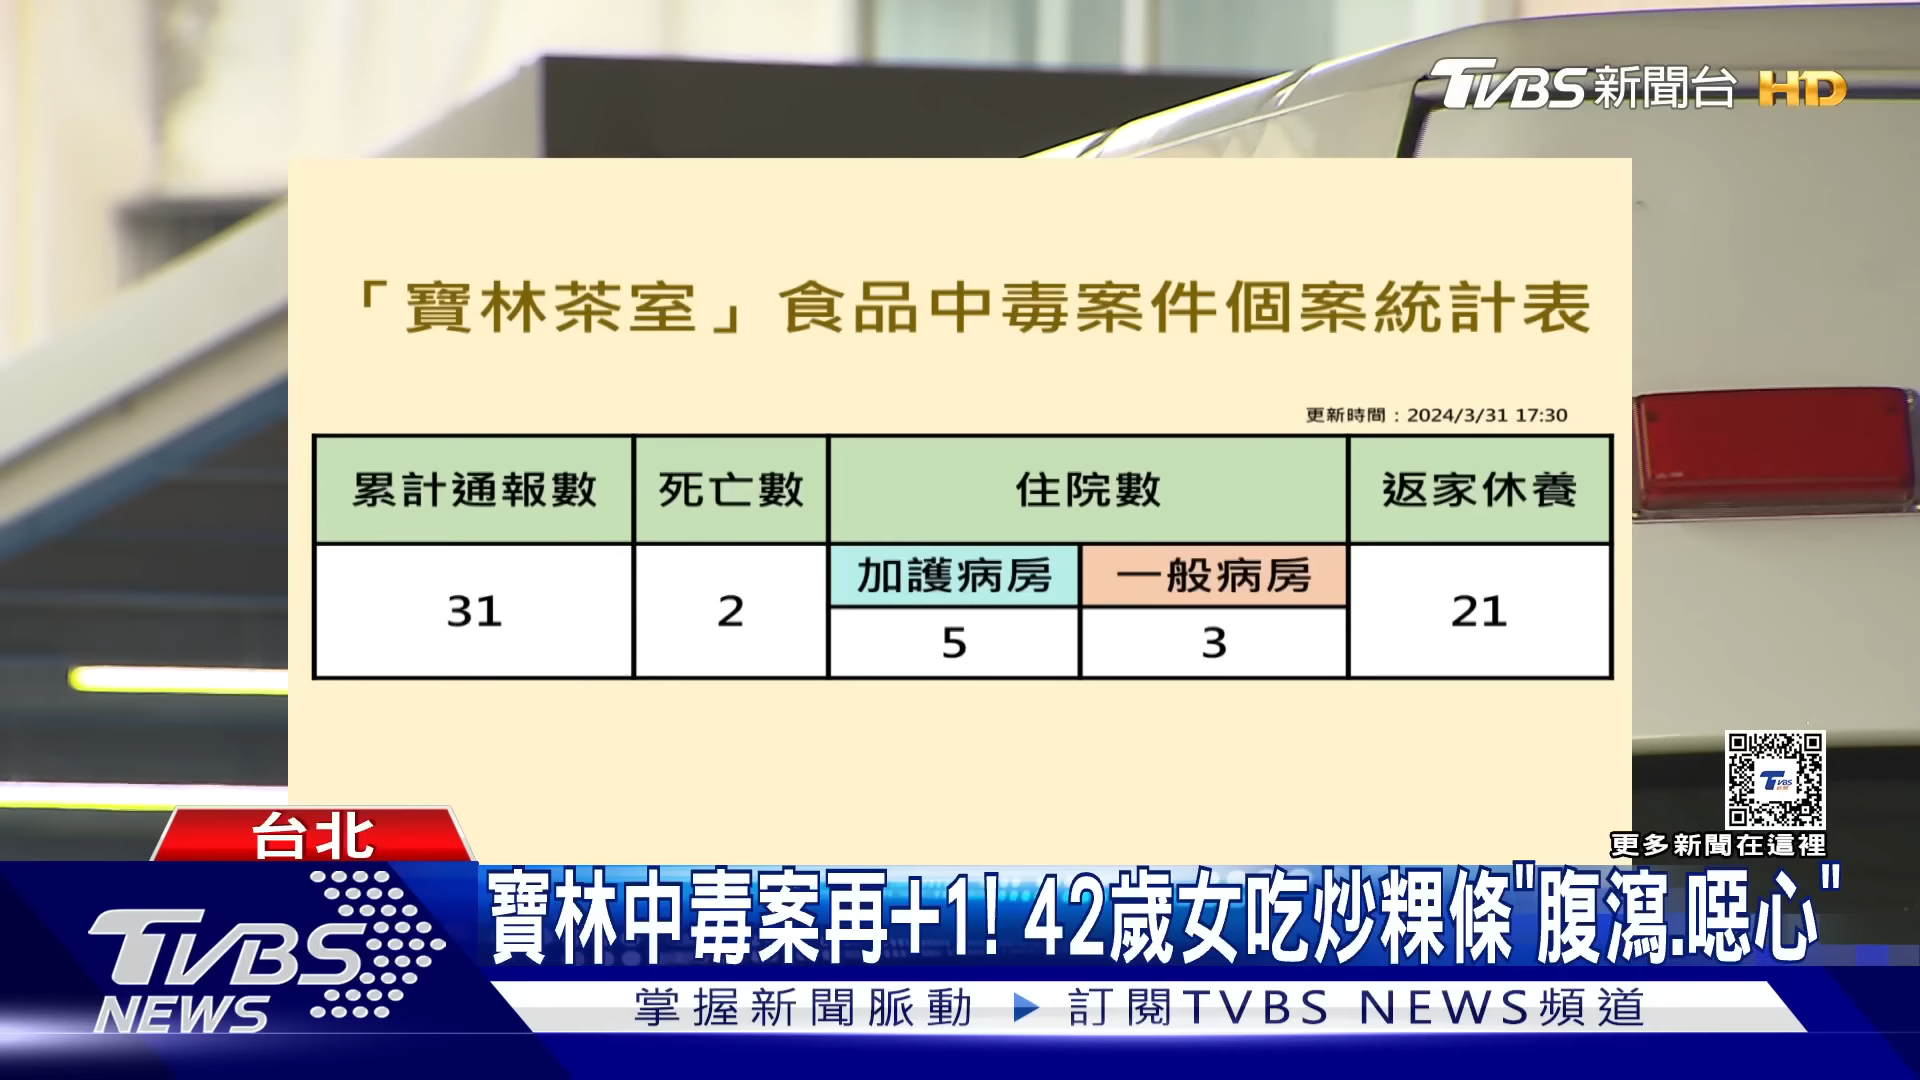 TVBS新聞台 HD
「寶林茶室」食品中毒案件個案統計表
更新時間：2024/3/31 17:30
累計通報數 死亡數 住院數 返家休養
加護病房 一般病房
31 2 5 3 21
TVBS
更多新聞在這裡
台北
寶林中毒案再+1! 42歲女吃炒粿條"腹瀉.噁心"
TVBS NEWS
掌握新聞脈動 ▶ 訂閱TVBS NEWS頻道